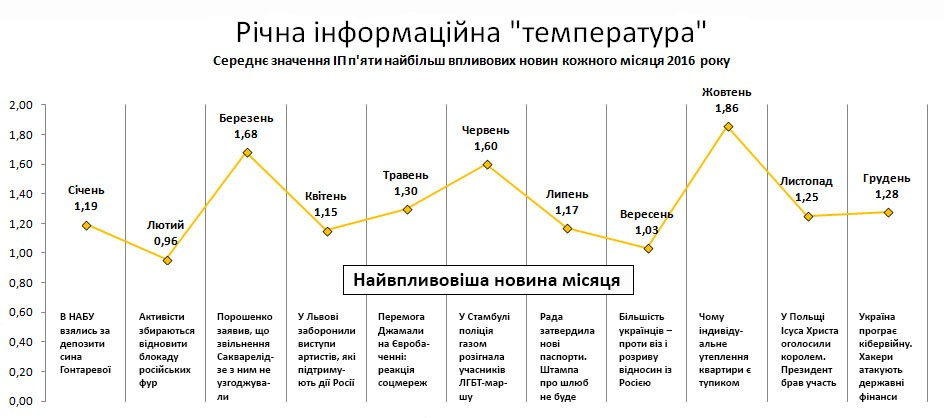 Річна інформаційна "температура"
Середнє значення ІП п'яти найбільш впливових новин кожного місяця 2016 року
2,00
1,80
1,60
1,40
1,20
1,00
0,80
0,60
0,40
0,20
0,00
Січень
1,19
Лютий
0,96
Березень
1,68
Квітень
1,15
Травень
1,30
Червень
1,60
Липень
1,17
Вересень
1,03
Жовтень
1,86
Листопад
1,25
Грудень
1,28
Найвпливовіша новина місяця
В НАБУ
взялись за
депозити
сина
Гонтаревої
Активісти
збираються
відновити
блокаду
російських
фур
Порошенко
заявив, що
звільнення
Сакварелід-
зе з ним не
узгоджува-
ли
У Львові
заборонили
виступи
артистів, які
підтриму-
ють дії Росії
Перемога
Джамали
на Євроба-
ченні:
реакція
соцмереж
У Стамбулі
поліція
газом
розігнала
учасників
ЛГБТ-мар-
шу
Рада
затвердила
нові
паспорти.
Штампа
про шлюб
не буде
Більшість
українців –
проти віз і
розриву
відносин із
Росією
Чому
індивіду-
альне
утеплення
квартири є
тупиком
У Польщі
Ісуса Христа
оголосили
королем.
Президент
брав участь
Україна
програє
кібервійну.
Хакери
атакують
державні
фінанси